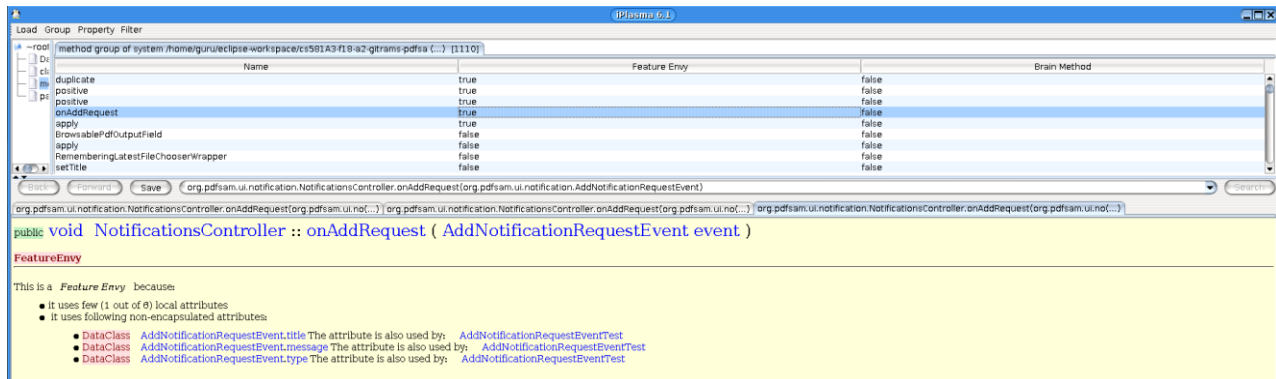 iPlasma 6.1
Load Group Property Filter
~root
method group of system /home/guru/eclipse-workspace/cs581A3-f18-a2-gitrams-pdfsa (...) [1110]
Name Feature Envy Brain Method
duplicate true false
positive true false
positive true false
onAddRequest true false
apply true false
BrowsablePdfOutputField false false
apply false false
RememberingLatestFileChooserWrapper false false
setTitle false false
Back Forward Save org.pdfsam.ui.notification.NotificationsController.onAddRequest(org.pdfsam.ui.notification.AddNotificationRequestEvent) Search
org.pdfsam.ui.notification.NotificationsController.onAddRequest(org.pdfsam.ui.no(...) org.pdfsam.ui.notification.NotificationsController.onAddRequest(org.pdfsam.ui.no(...) org.pdfsam.ui.notification.NotificationsController.onAddRequest(org.pdfsam.ui.no(...)
public void NotificationsController :: onAddRequest ( AddNotificationRequestEvent event )
FeatureEnvy
This is a Feature Envy because:
it uses few (1 out of 6) local attributes
it uses following non-encapsulated attributes:
DataClass AddNotificationRequestEvent.title The attribute is also used by: AddNotificationRequestEventTest
DataClass AddNotificationRequestEvent.message The attribute is also used by: AddNotificationRequestEventTest
DataClass AddNotificationRequestEvent.type The attribute is also used by: AddNotificationRequestEventTest